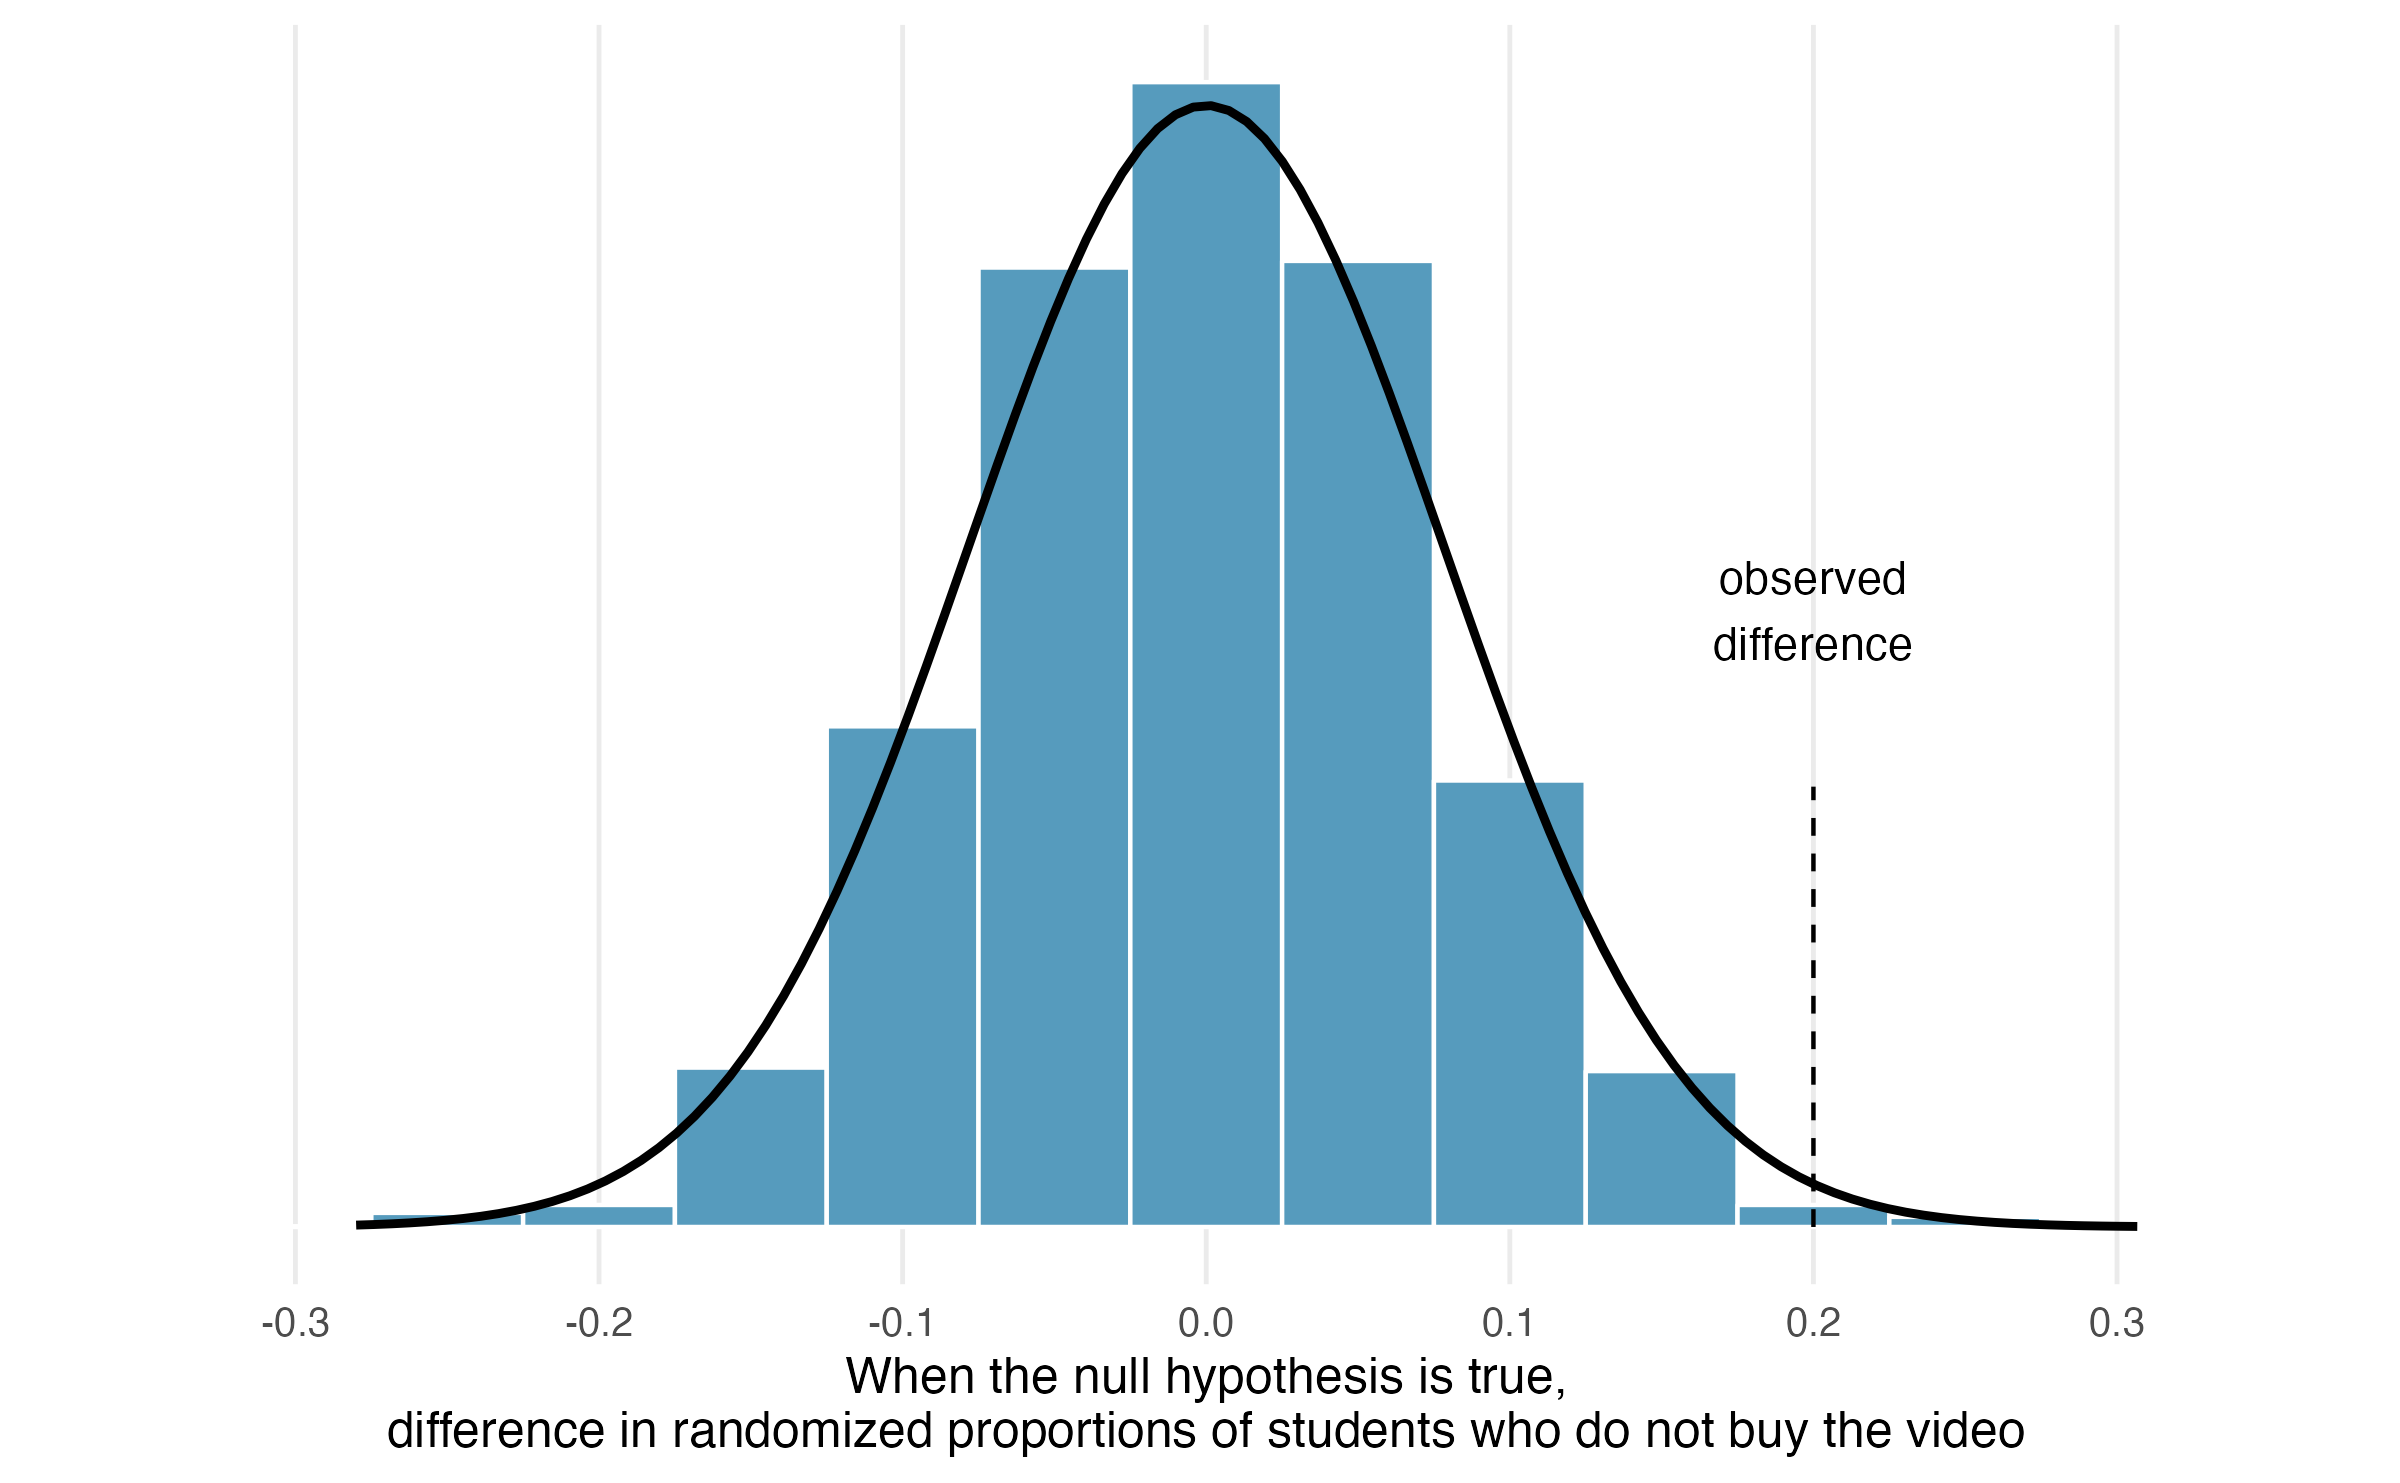 observed
difference
-0.3 -0.2 -0.1 0.0 0.1 0.2 0.3
When the null hypothesis is true,
difference in randomized proportions of students who do not buy the video